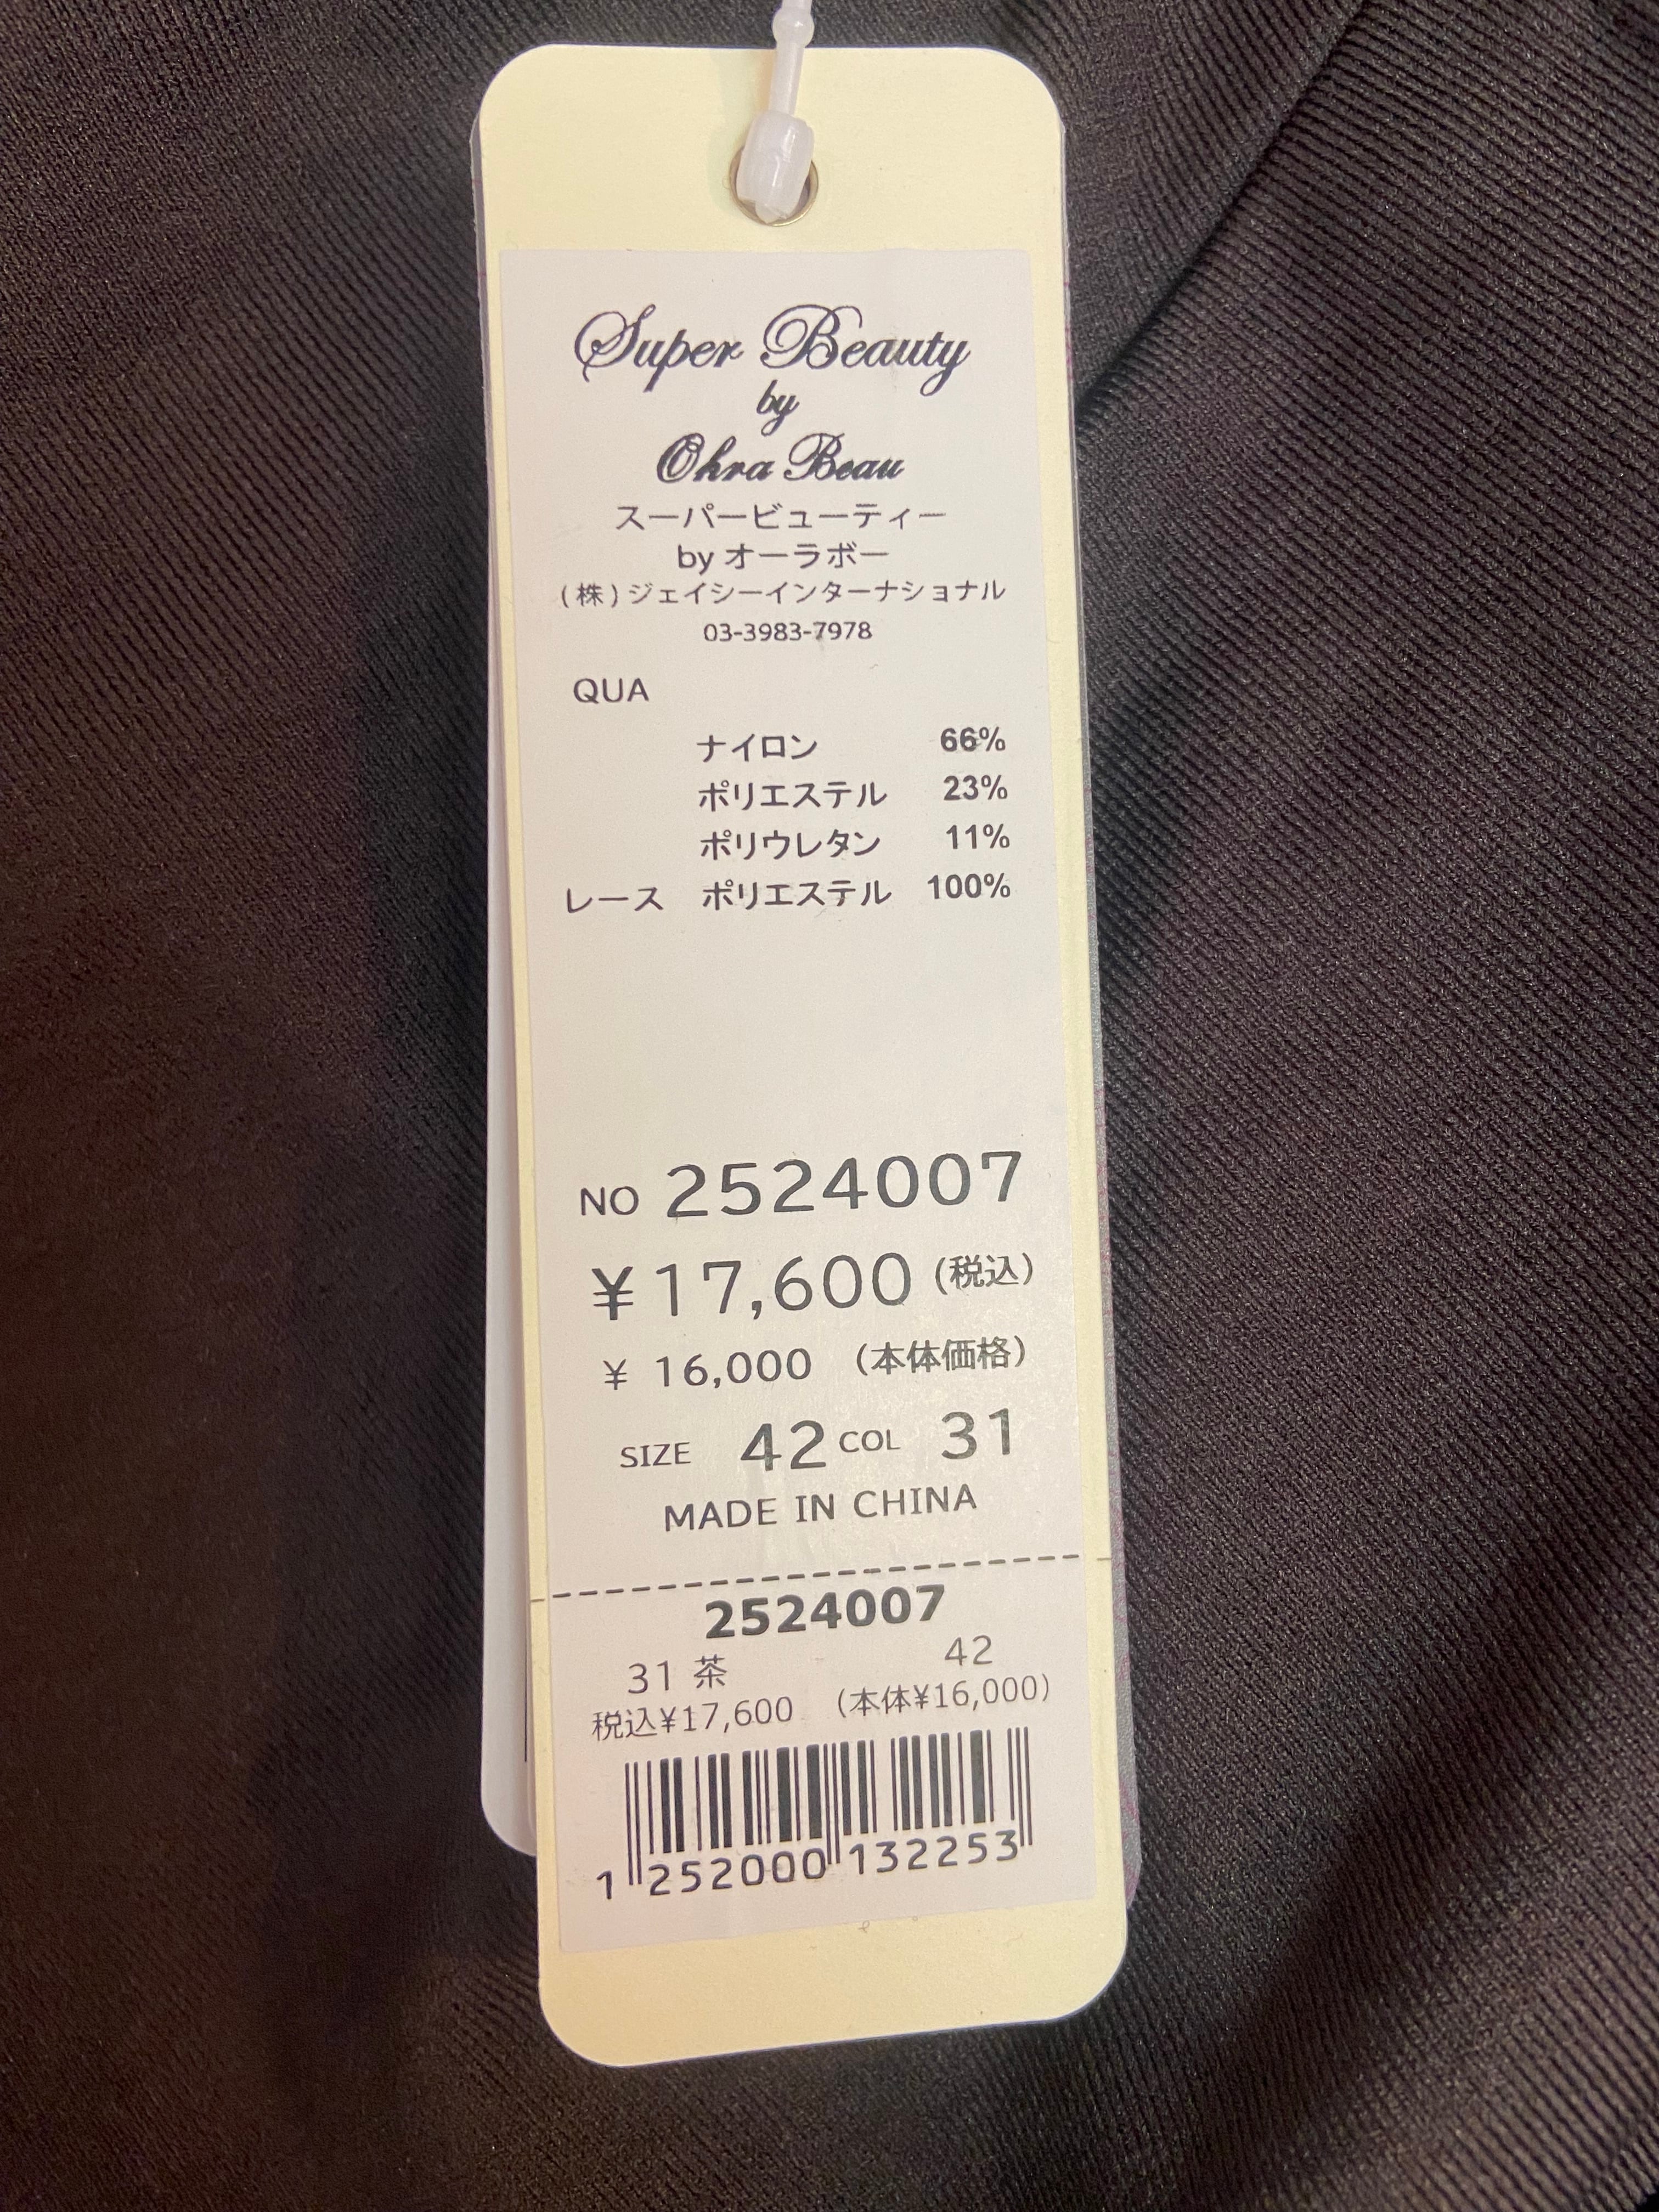 Super Beauty
by
Ohra Beau
スーパービューティー
by オーラボー
(株)ジェイシーインターナショナル
03-3983-7978
QUA
ナイロン 66%
ポリエステル 23%
ポリウレタン 11%
レース ポリエステル 100%
NO 2524007
¥17,600 (税込)
¥ 16,000 (本体価格)
SIZE 42 COL 31
MADE IN CHINA
2524007
31 茶 42
税込¥17,600 (本体¥16,000)
1 252000 132253